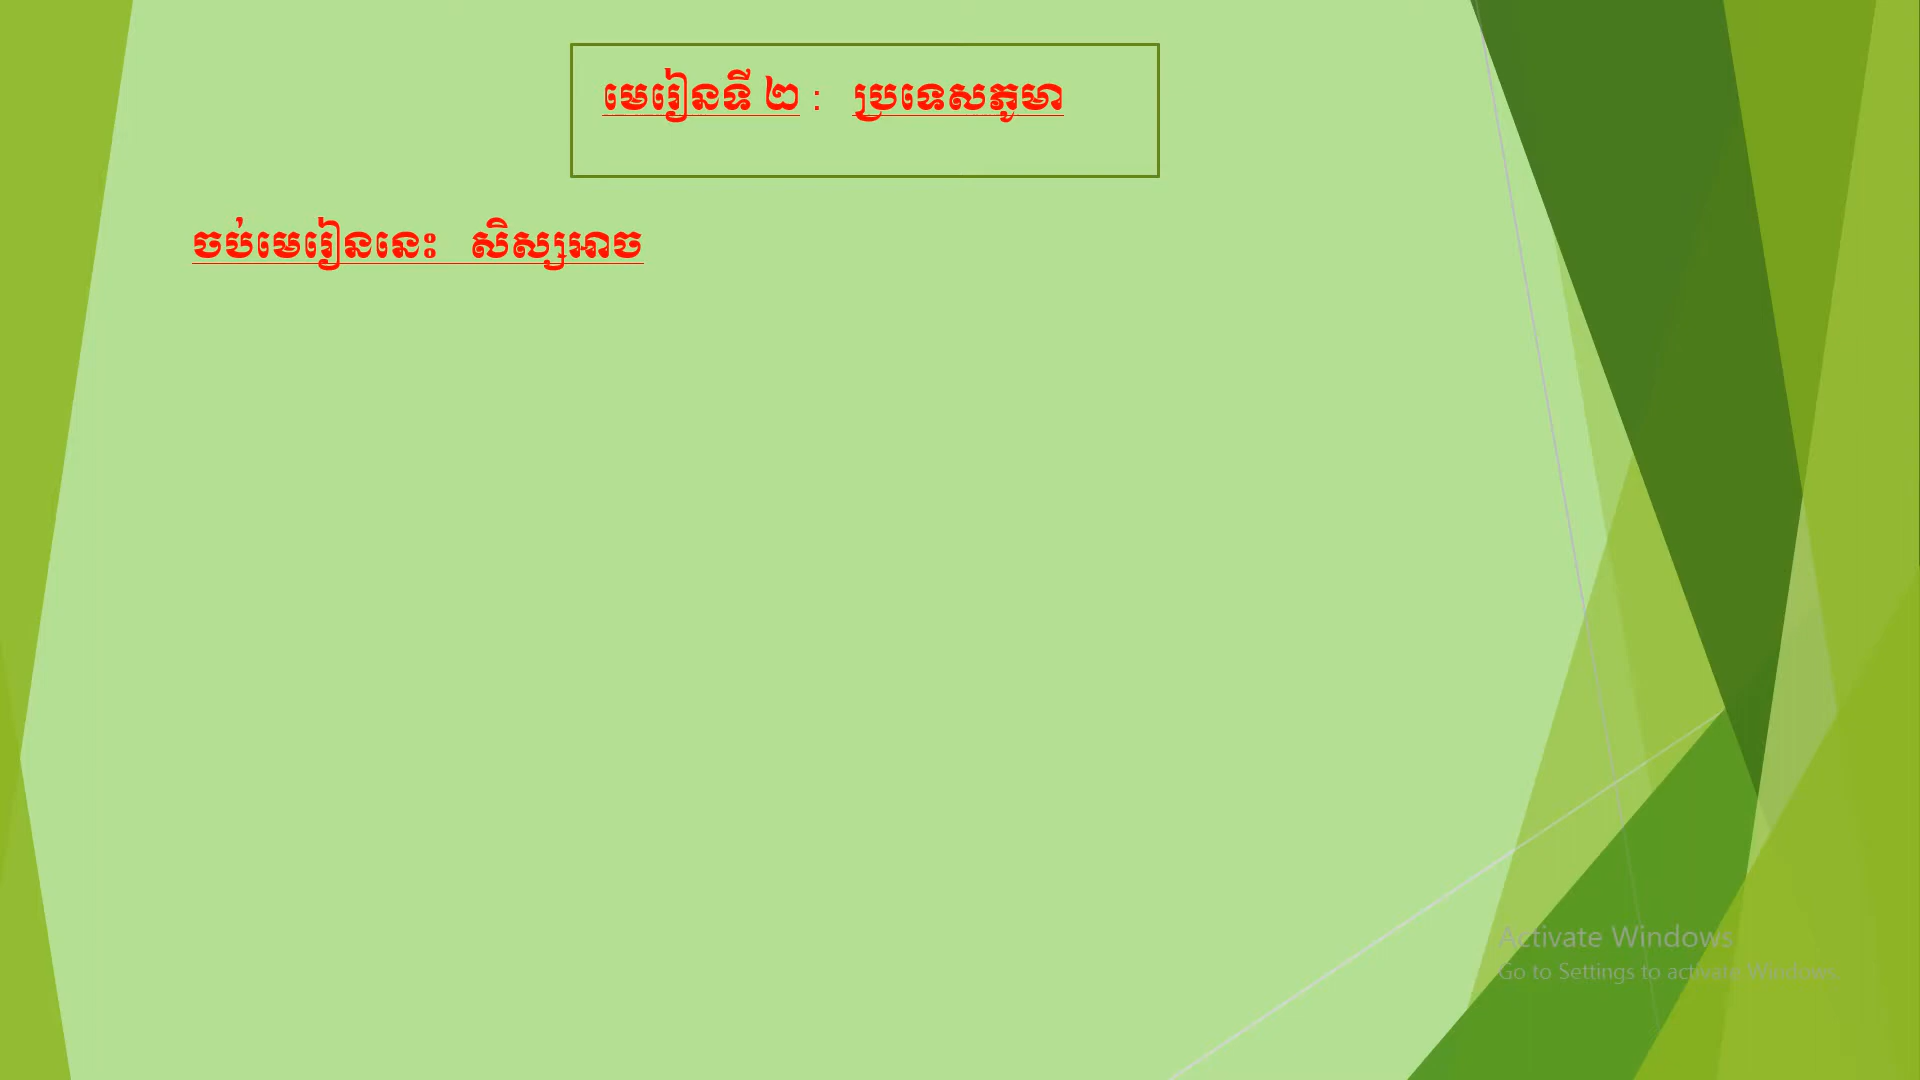 មេរៀនទី ២ : ប្រទេសភូមា
ចប់មេរៀននេះ សិស្សអាច
Activate Windows
Go to Settings to activate Windows.